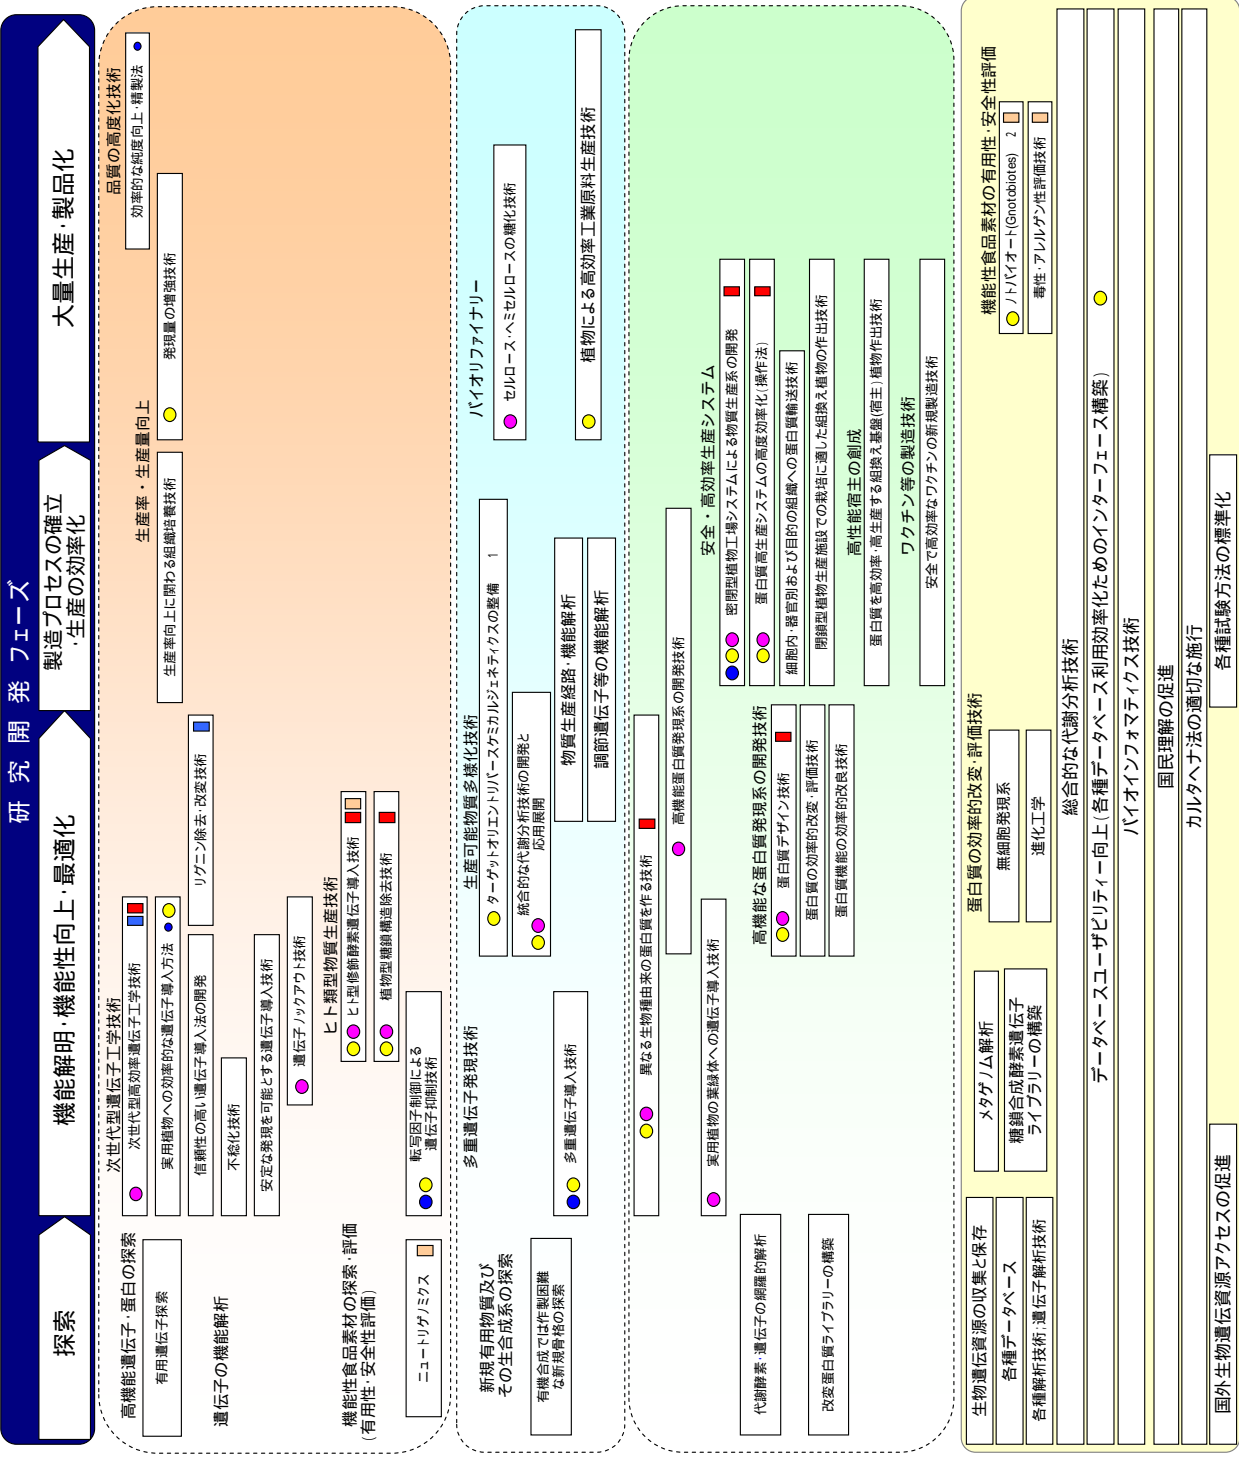 研 究 開 発 フェーズ
探索
機能解明・機能性向上・最適化
製造プロセスの確立
・生産の効率化
大量生産・製品化
高機能遺伝子・蛋白の探索
有用遺伝子探索
遺伝子の機能解析
機能性食品素材の探索・評価
(有用性・安全性評価)
ニュートリゲノミクス
次世代型遺伝子工学技術
次世代型高効率遺伝子工学技術
実用植物への効率的な遺伝子導入方法
信頼性の高い遺伝子導入法の開発
リグニン除去・改変技術
不稔化技術
安定な発現を可能とする遺伝子導入技術
遺伝子ノックアウト技術
ヒト類型物質生産技術
ヒト型修飾酵素遺伝子導入技術
植物型糖鎖構造除去技術
転写因子制御による
遺伝子抑制技術
生産率・生産量向上
生産率向上に関わる組織培養技術
発現量の増強技術
品質の高度化技術
効率的な純度向上・精製法
新規有用物質及び
その生合成系の探索
有機合成では作製困難
な新規骨格の探索
多重遺伝子発現技術
多重遺伝子導入技術
生産可能物質多様化技術
ターゲットオリエントリバースケミカルジェネティクスの整備 1
統合的な代謝分析技術の開発と
応用展開
物質生産経路・機能解析
調節遺伝子等の機能解析
バイオリファイナリー
セルロース・ヘミセルロースの糖化技術
植物による高効率工業原料生産技術
代謝酵素・遺伝子の網羅的解析
改変蛋白質ライブラリーの構築
異なる生物種由来の蛋白質を作る技術
高機能蛋白質発現系の開発技術
実用植物の葉緑体への遺伝子導入技術
高機能な蛋白質発現系の開発技術
蛋白質デザイン技術
蛋白質の効率的改変・評価技術
蛋白質機能の効率的改良技術
安全・高効率生産システム
密閉型植物工場システムによる物質生産系の開発
蛋白質高生産システムの高度効率化(操作法)
細胞内・器官別および目的の組織への蛋白質輸送技術
閉鎖型植物生産施設での栽培に適した組換え植物の作出技術
高性能宿主の創成
蛋白質を高効率・高生産する組換え基盤(宿主)植物作出技術
ワクチン等の製造技術
安全で高効率なワクチンの新規製造技術
生物遺伝資源の収集と保存
各種データベース
各種解析技術;遺伝子解析技術
メタゲノム解析
糖鎖合成酵素遺伝子
ライブラリーの構築
蛋白質の効率的改変・評価技術
無細胞発現系
進化工学
機能性食品素材の有用性・安全性評価
ノトバイオート(Gnotobiotes) 2
毒性・アレルゲン性評価技術
総合的な代謝分析技術
データベースユーザビリティー向上(各種データベース利用効率化ためのインターフェース構築)
バイオインフォマティクス技術
国民理解の促進
カルタヘナ法の適切な施行
国外生物遺伝資源アクセスの促進
各種試験方法の標準化